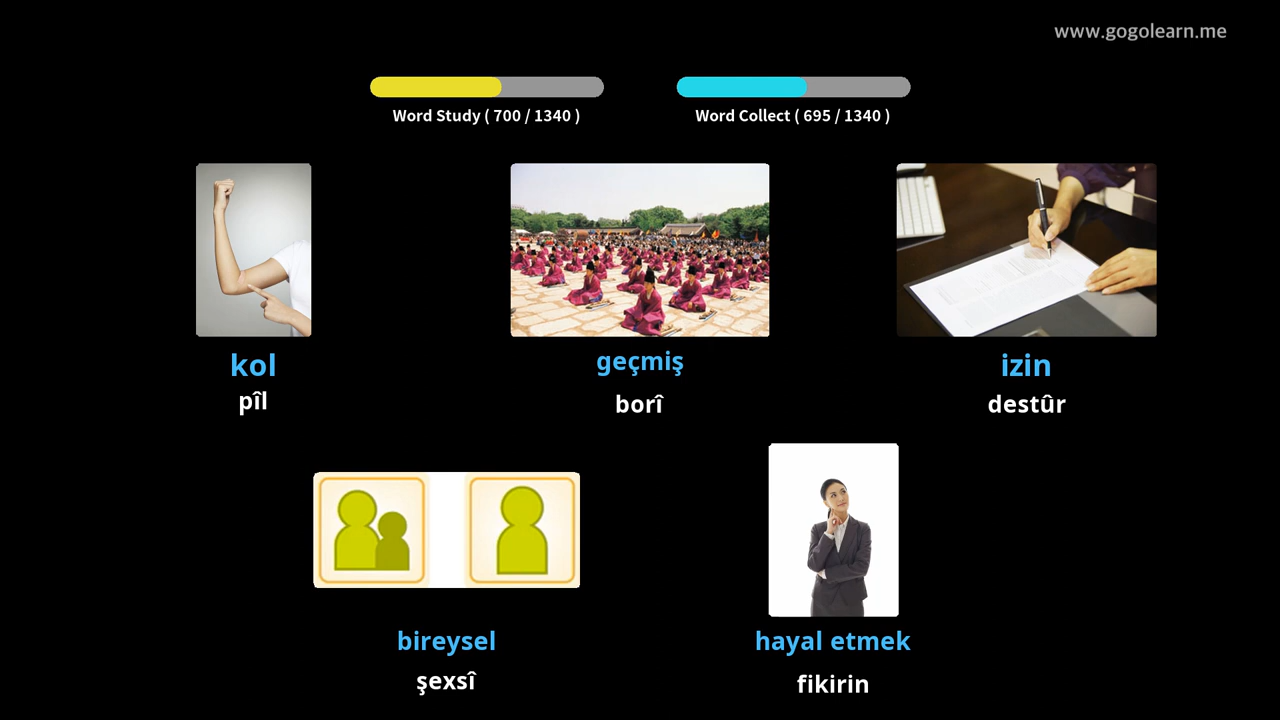 www.gogolearn.me
Word Study ( 700 / 1340 )
Word Collect ( 695 / 1340 )
kol
pîl
geçmiş
borî
izin
destûr
bireysel
şexsî
hayal etmek
fikirin